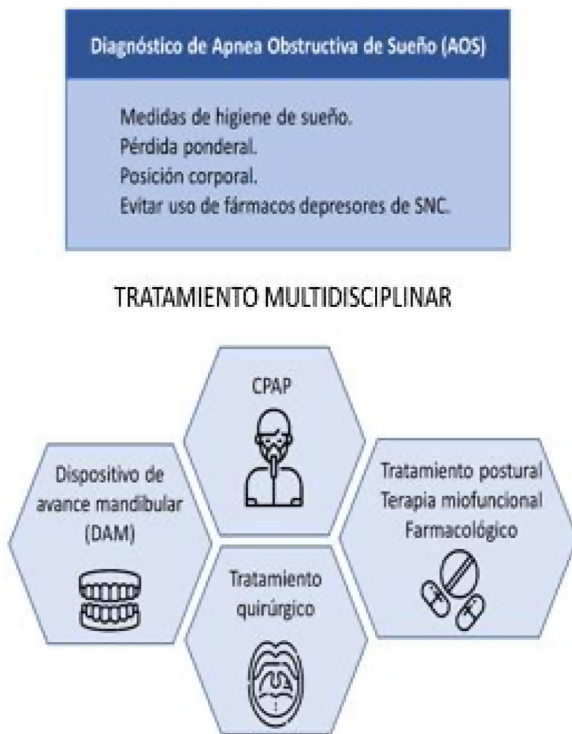 Diagnóstico de Apnea Obstructiva de Sueño (AOS)
Medidas de higiene de sueño.
Pérdida ponderal.
Posición corporal.
Evitar uso de fármacos depresores de SNC.
TRATAMIENTO MULTIDISCIPLINAR
CPAP
Dispositivo de
avance mandibular
(DAM)
Tratamiento postural
Terapia miofuncional
Farmacológico
Tratamiento
quirúrgico